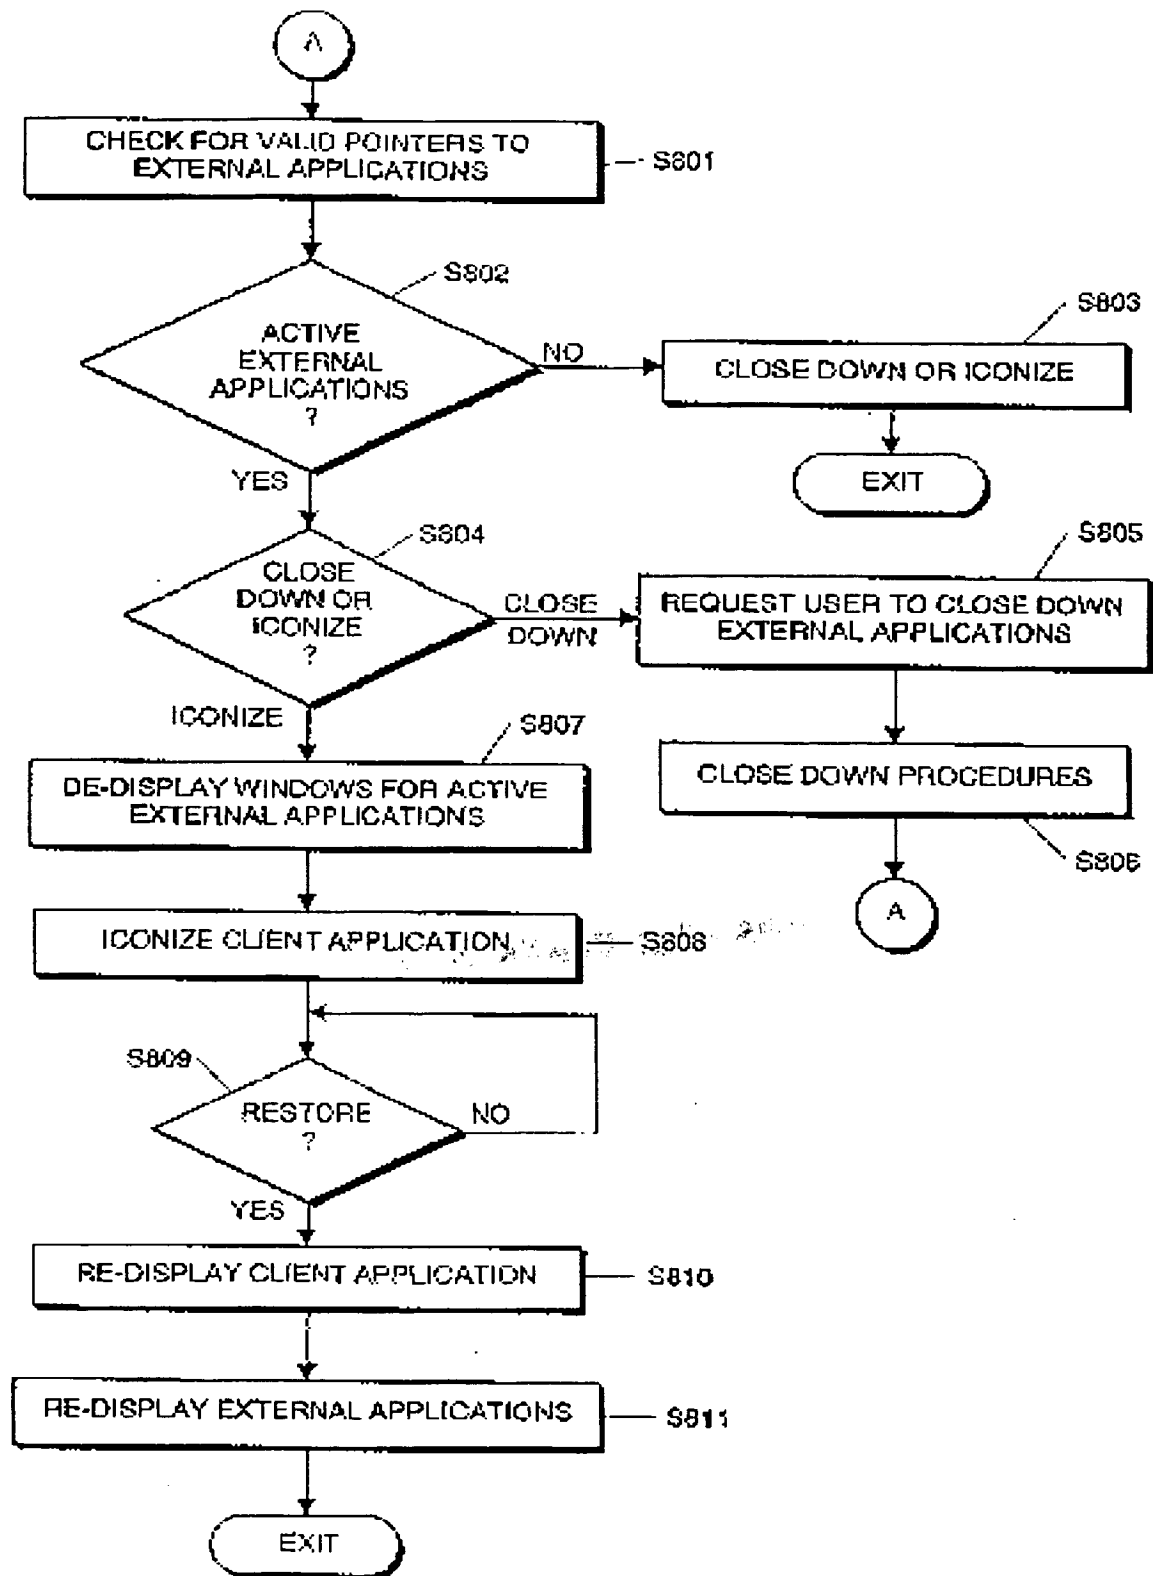 A
CHECK FOR VALID POINTERS TO
EXTERNAL APPLICATIONS
S801
S802
ACTIVE
EXTERNAL
APPLICATIONS
?
NO
S803
CLOSE DOWN OR ICONIZE
EXIT
YES
S804
CLOSE
DOWN OR
ICONIZE
?
CLOSE
DOWN
S805
REQUEST USER TO CLOSE DOWN
EXTERNAL APPLICATIONS
ICONIZE
S807
DE-DISPLAY WINDOWS FOR ACTIVE
EXTERNAL APPLICATIONS
CLOSE DOWN PROCEDURES
S806
A
ICONIZE CLIENT APPLICATION
S808
S809
RESTORE
?
NO
YES
RE-DISPLAY CLIENT APPLICATION
S810
RE-DISPLAY EXTERNAL APPLICATIONS
S811
EXIT